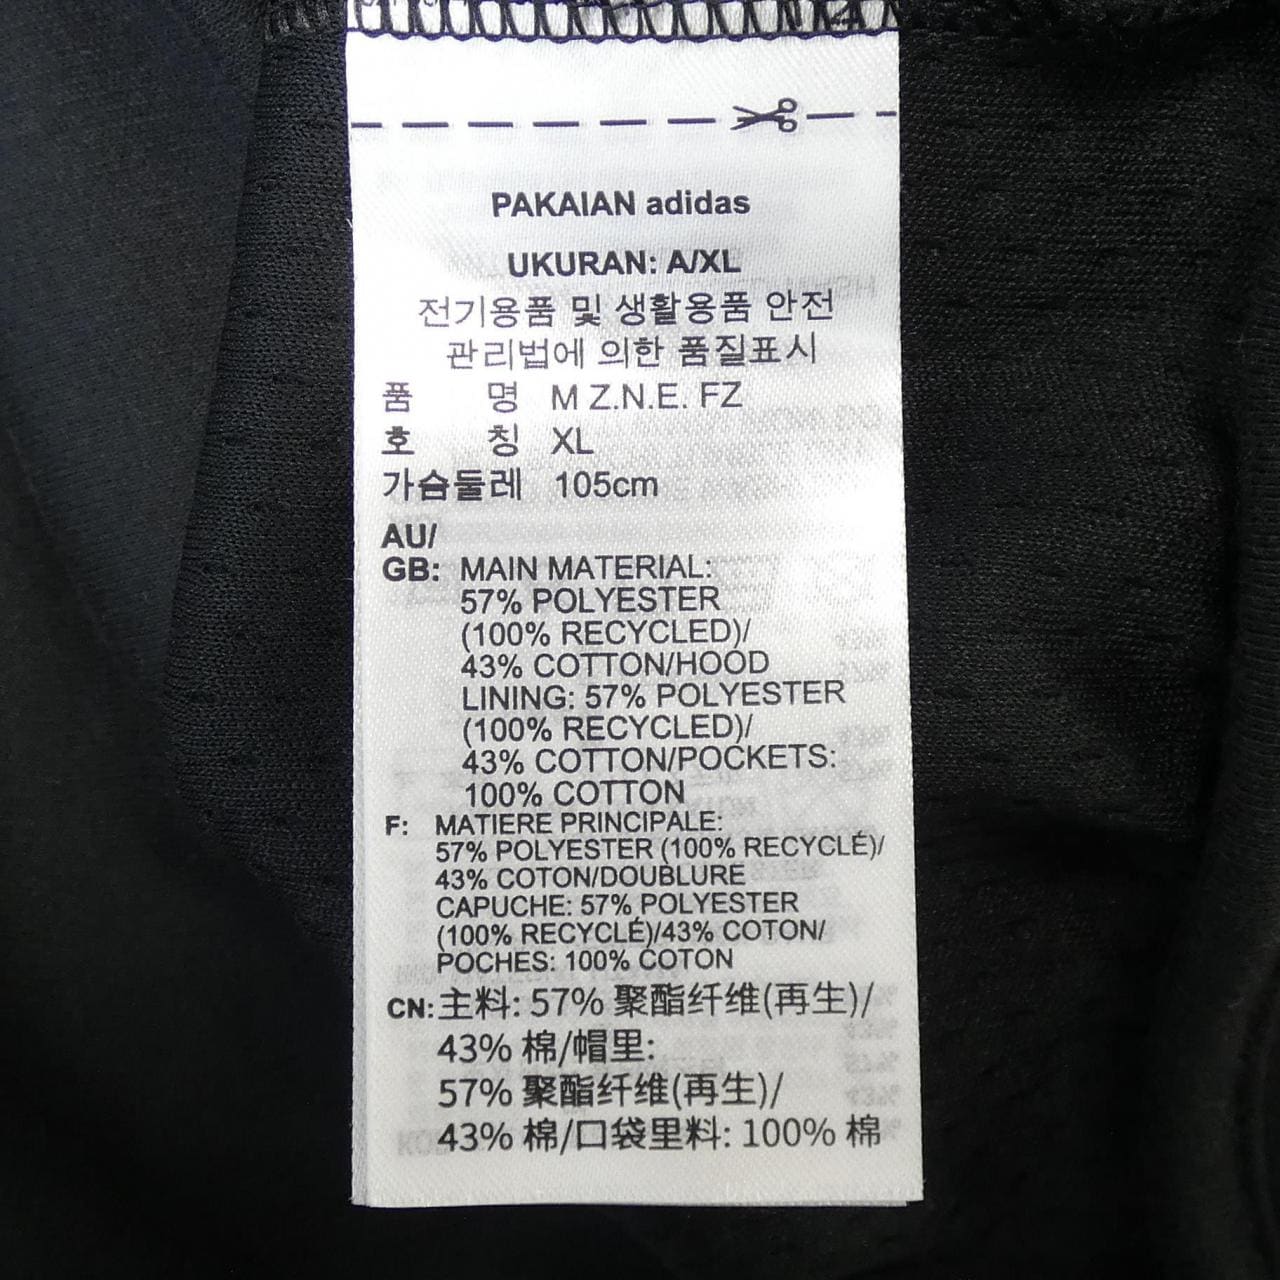 PAKAIAN adidas
UKURAN: A/XL
전기용품 및 생활용품 안전
관리법에 의한 품질표시
품 명 M Z.N.E. FZ
호 칭 XL
가슴둘레 105cm
AU/
GB: MAIN MATERIAL:
57% POLYESTER
(100% RECYCLED)/
43% COTTON/HOOD
LINING: 57% POLYESTER
(100% RECYCLED)/
43% COTTON/POCKETS:
100% COTTON
F: MATIERE PRINCIPALE:
57% POLYESTER (100% RECYCLÉ)/
43% COTON/DOUBLURE
CAPUCHE: 57% POLYESTER
(100% RECYCLÉ)/43% COTON/
POCHES: 100% COTON
CN: 主料: 57% 聚酯纤维(再生)/
43% 棉/帽里:
57% 聚酯纤维(再生)/
43% 棉/口袋里料: 100% 棉